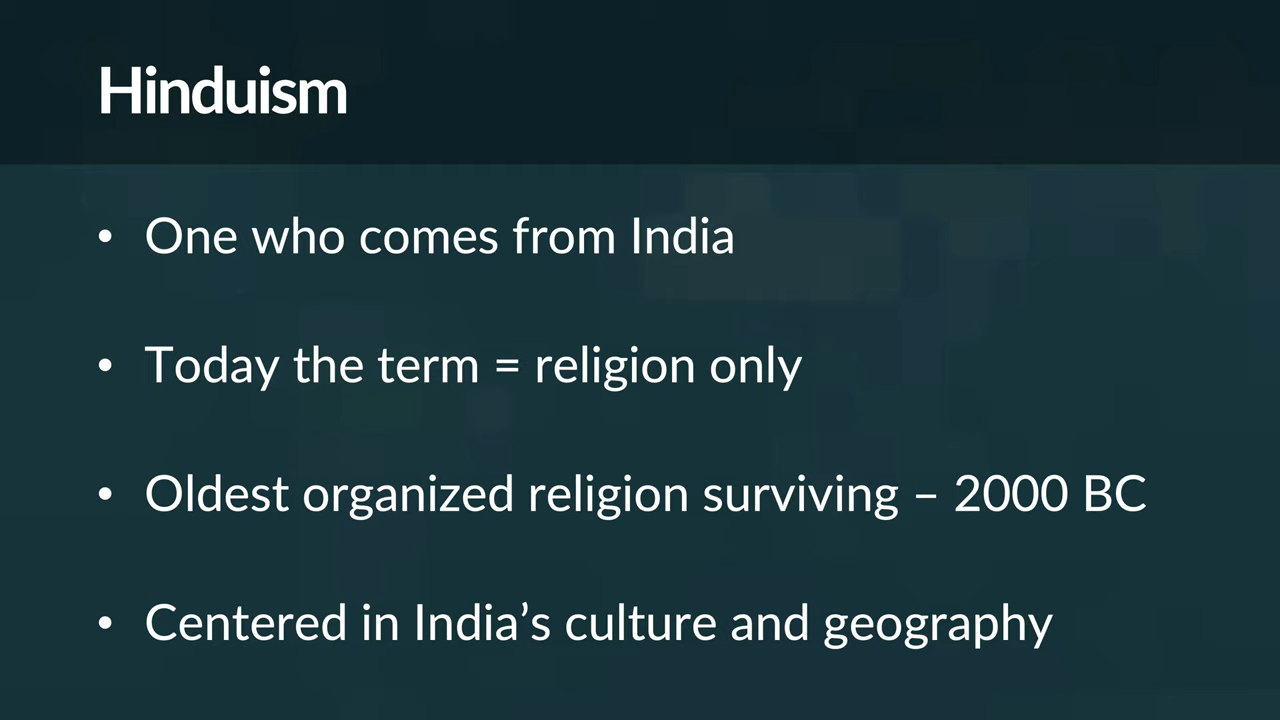 Hinduism
• One who comes from India
• Today the term = religion only
• Oldest organized religion surviving – 2000 BC
• Centered in India’s culture and geography